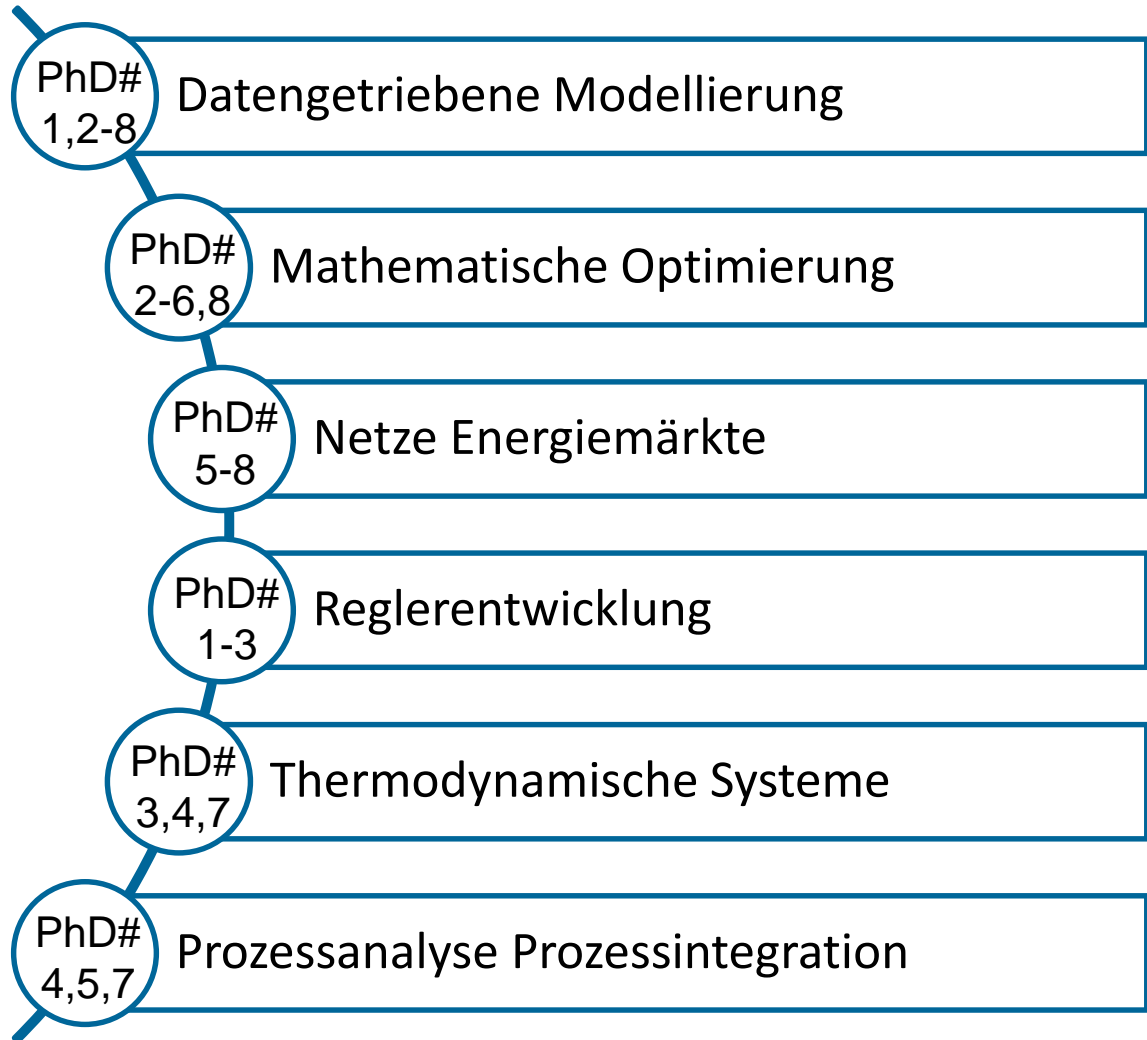 PhD#
1,2-8
Datengetriebene Modellierung
PhD#
2-6,8
Mathematische Optimierung
PhD#
5-8
Netze Energiemärkte
PhD#
1-3
Reglerentwicklung
PhD#
3,4,7
Thermodynamische Systeme
PhD#
4,5,7
Prozessanalyse Prozessintegration